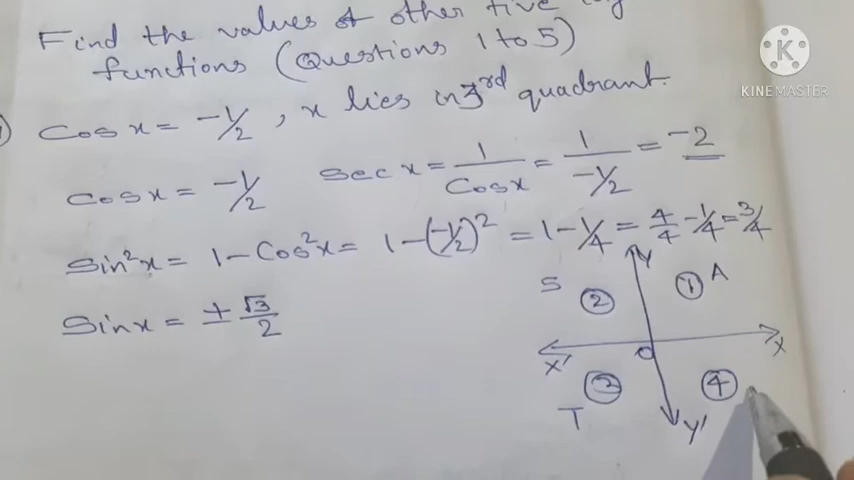 Find the values of other five
functions (Questions 1 to 5)
Cos x = -1/2, x lies in 3rd quadrant.
Cos x = -1/2 Sec x = 1/Cos x = 1/-1/2 = -2
Sin²x = 1 - Cos²x = 1 - (-1/2)² = 1 - 1/4 = 4/4 - 1/4 = 3/4
Sin x = ± √3/2
Y
S 2 1 A
X' O X
3 4
T Y'
K
KINEMASTER